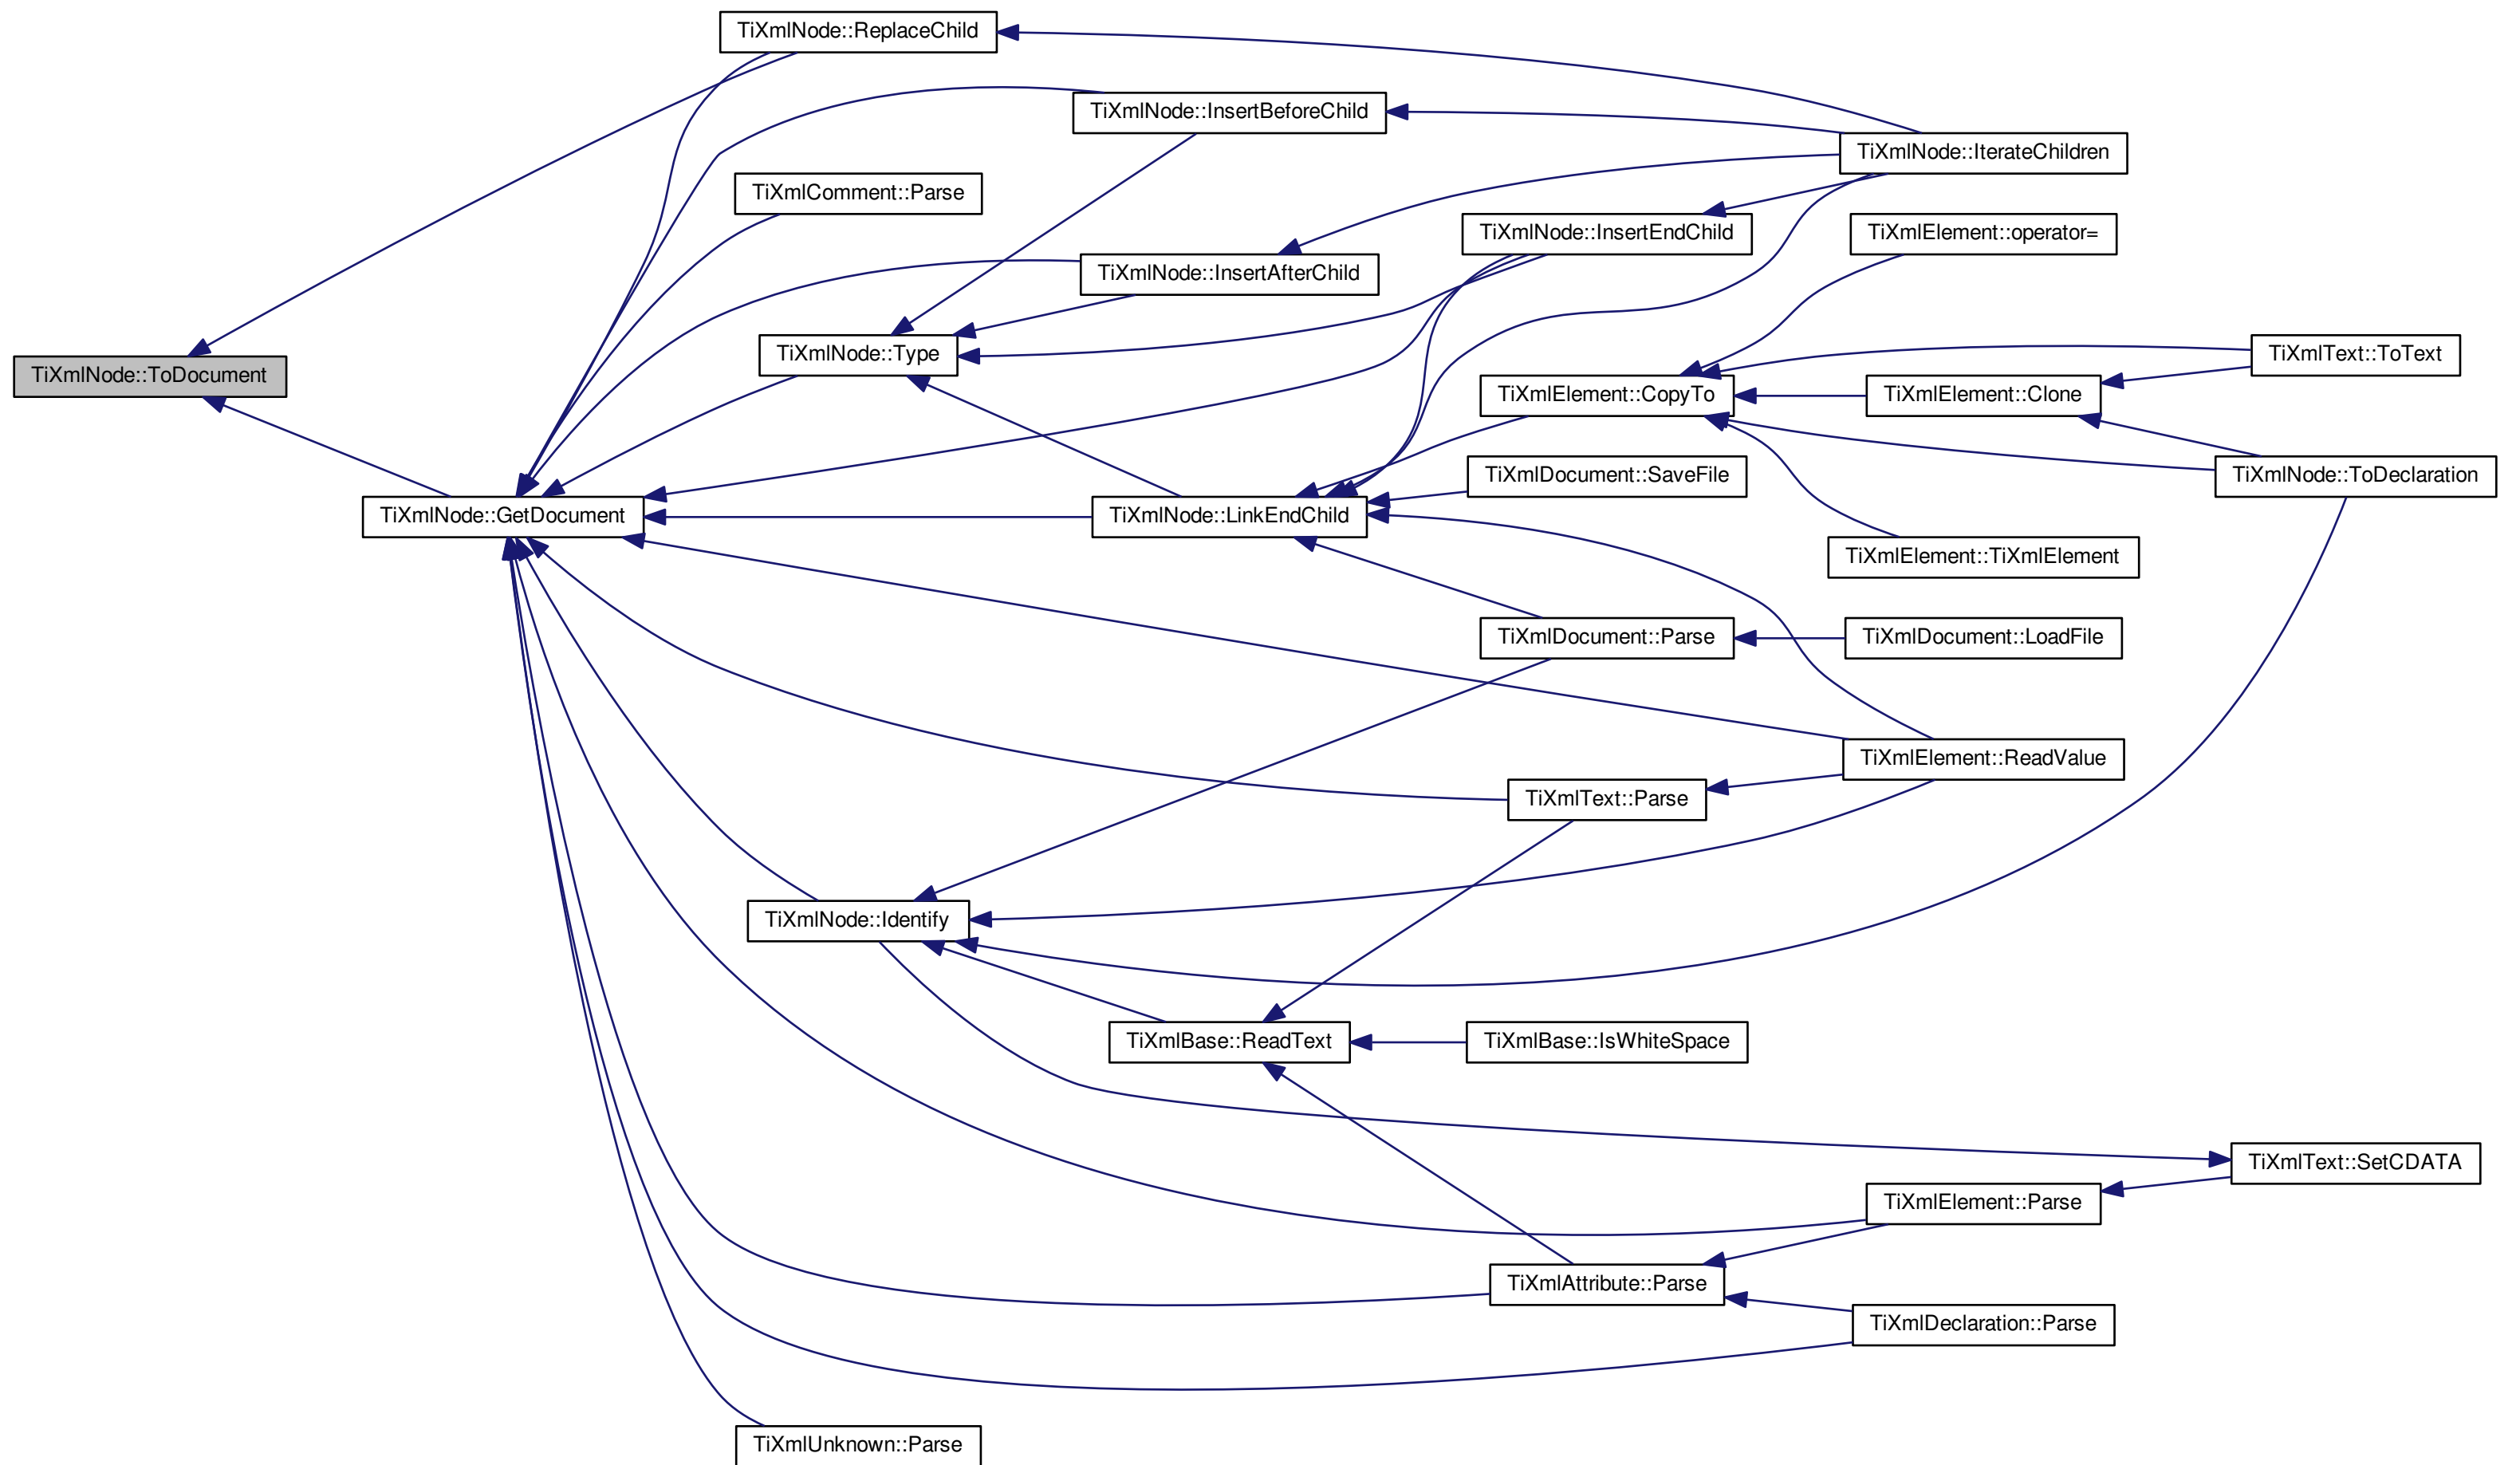 TiXmlNode::ReplaceChild
TiXmlNode::InsertBeforeChild
TiXmlNode::IterateChildren
TiXmlComment::Parse
TiXmlNode::InsertEndChild
TiXmlElement::operator=
TiXmlNode::InsertAfterChild
TiXmlNode::Type
TiXmlText::ToText
TiXmlNode::ToDocument
TiXmlElement::CopyTo
TiXmlElement::Clone
TiXmlDocument::SaveFile
TiXmlNode::ToDeclaration
TiXmlNode::GetDocument
TiXmlNode::LinkEndChild
TiXmlElement::TiXmlElement
TiXmlDocument::Parse
TiXmlDocument::LoadFile
TiXmlElement::ReadValue
TiXmlText::Parse
TiXmlNode::Identify
TiXmlBase::ReadText
TiXmlBase::IsWhiteSpace
TiXmlText::SetCDATA
TiXmlElement::Parse
TiXmlAttribute::Parse
TiXmlDeclaration::Parse
TiXmlUnknown::Parse